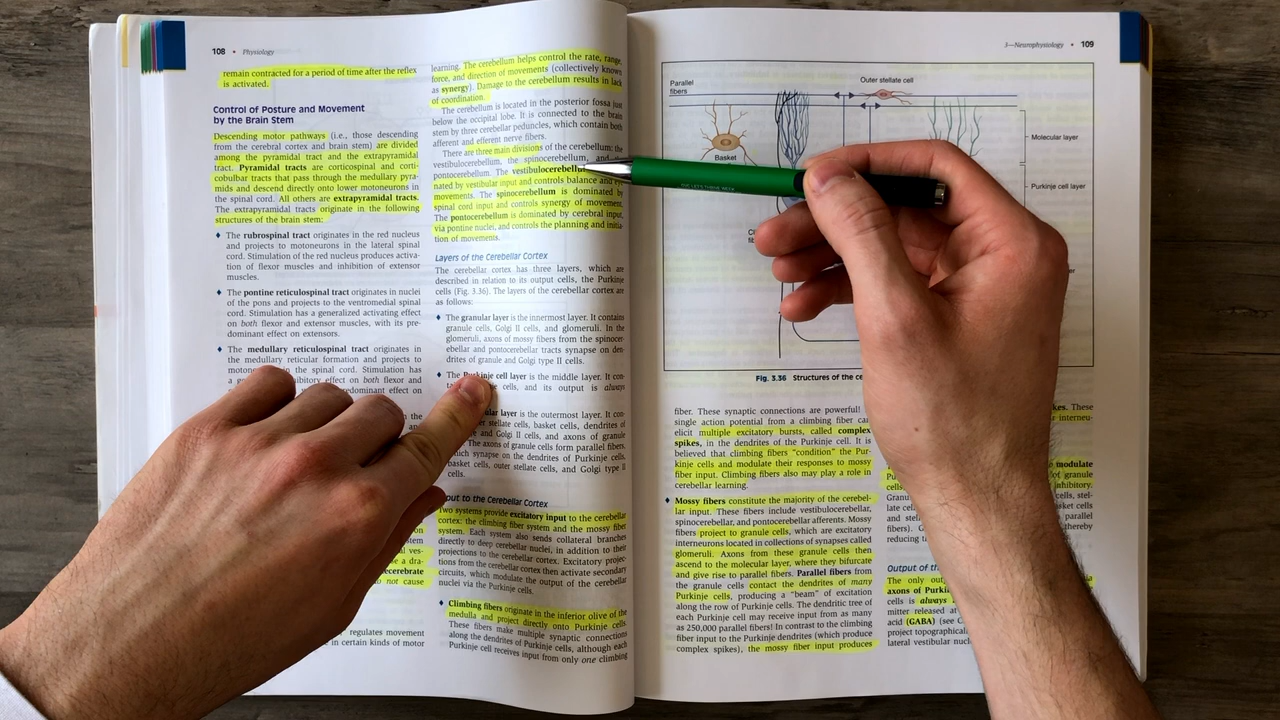 108 • Physiology
remain contracted for a period of time after the reflex
is activated.
Control of Posture and Movement
by the Brain Stem
Descending motor pathways (i.e., those descending
from the cerebral cortex and brain stem) are divided
among the pyramidal tract and the extrapyramidal
tract. Pyramidal tracts are corticospinal and corti-
cobulbar tracts that pass through the medullary pyra-
mids and descend directly onto lower motoneurons in
the spinal cord. All others are extrapyramidal tracts.
The extrapyramidal tracts originate in the following
structures of the brain stem:
♦ The rubrospinal tract originates in the red nucleus
and projects to motoneurons in the lateral spinal
cord. Stimulation of the red nucleus produces activa-
tion of flexor muscles and inhibition of extensor
muscles.
♦ The pontine reticulospinal tract originates in nuclei
of the pons and projects to the ventromedial spinal
cord. Stimulation has a generalized activating effect
on both flexor and extensor muscles, with its pre-
dominant effect on extensors.
♦ The medullary reticulospinal tract originates in
the medullary reticular formation and projects to
Stimulation has
effect on both flexor and
effect on
the
ves-
a dra-
not cause
regulates movement
in certain kinds of motor
learning. The cerebellum helps control the rate, range,
force, and direction of movements (collectively known
as synergy). Damage to the cerebellum results in lack
of coordination.
The cerebellum is located in the posterior fossa just
below the occipital lobe. It is connected to the brain
stem by three cerebellar peduncles, which contain both
afferent and efferent nerve fibers.
There are three main divisions of the cerebellum: the
vestibulocerebellum, the spinocerebellum, and
pontocerebellum. The
nated by vestibular input and controls balance and
movements. The spinocerebellum is dominated by
spinal cord input and controls synergy of movement.
The pontocerebellum is dominated by cerebral input,
via pontine nuclei, and controls the planning and initia-
tion of movements.
Layers of the Cerebellar Cortex
The cerebellar cortex has three layers, which are
described in relation to its output cells, the Purkinje
cells (Fig. 3.36). The layers of the cerebellar cortex are
as follows:
♦ The granular layer is the innermost layer. It contains
granule cells, Golgi II cells, and glomeruli. In the
glomeruli, axons of mossy fibers from the spinocer-
ebellar and pontocerebellar tracts synapse on den-
drites of granule and Golgi type II cells.
♦ The Purkinje cell layer is the middle layer. It con-
cells, and its output is always
layer is the outermost layer. It con-
stellate cells, basket cells, dendrites of
and Golgi II cells, and axons of granule
The axons of granule cells form parallel fibers,
which synapse on the dendrites of Purkinje cells,
basket cells, outer stellate cells, and Golgi type II
cells.
to the Cerebellar Cortex
Two systems provide excitatory input to the cerebellar
cortex: the climbing fiber system and the mossy fiber
system. Each system also sends collateral branches
directly to deep cerebellar nuclei, in addition to their
projections to the cerebellar cortex. Excitatory projec-
tions from the cerebellar cortex then activate secondary
circuits, which modulate the output of the cerebellar
nuclei via the Purkinje cells.
♦ Climbing fibers originate in the inferior olive of the
medulla and project directly onto Purkinje cells.
These fibers make multiple synaptic connections
along the dendrites of Purkinje cells, although each
Purkinje cell receives input from only one climbing
3—Neurophysiology • 109
Parallel
fibers
Outer stellate cell
Basket
Molecular layer
Purkinje cell layer
Fig. 3.36 Structures of the
fiber. These synaptic connections are powerful!
single action potential from a climbing fiber can
elicit multiple excitatory bursts, called complex
spikes, in the dendrites of the Purkinje cell. It is
believed that climbing fibers "condition" the Pur-
kinje cells and modulate their responses to mossy
fiber input. Climbing fibers also may play a role in
cerebellar learning.
♦ Mossy fibers constitute the majority of the cerebel-
lar input. These fibers include vestibulocerebellar,
spinocerebellar, and pontocerebellar afferents. Mossy
fibers project to granule cells, which are excitatory
interneurons located in collections of synapses called
glomeruli. Axons from these granule cells then
ascend to the molecular layer, where they bifurcate
and give rise to parallel fibers. Parallel fibers from
the granule cells contact the dendrites of many
Purkinje cells, producing a "beam" of excitation
along the row of Purkinje cells. The dendritic tree of
each Purkinje cell may receive input from as many
as 250,000 parallel fibers! In contrast to the climbing
fiber input to the Purkinje dendrites (which produce
complex spikes), the mossy fiber input produces
These
modulate
of granule
cells, stel-
parallel
thereby
Output of
The only
axons of
cells is always
mitter released
acid (GABA) (see
project
lateral vestibular